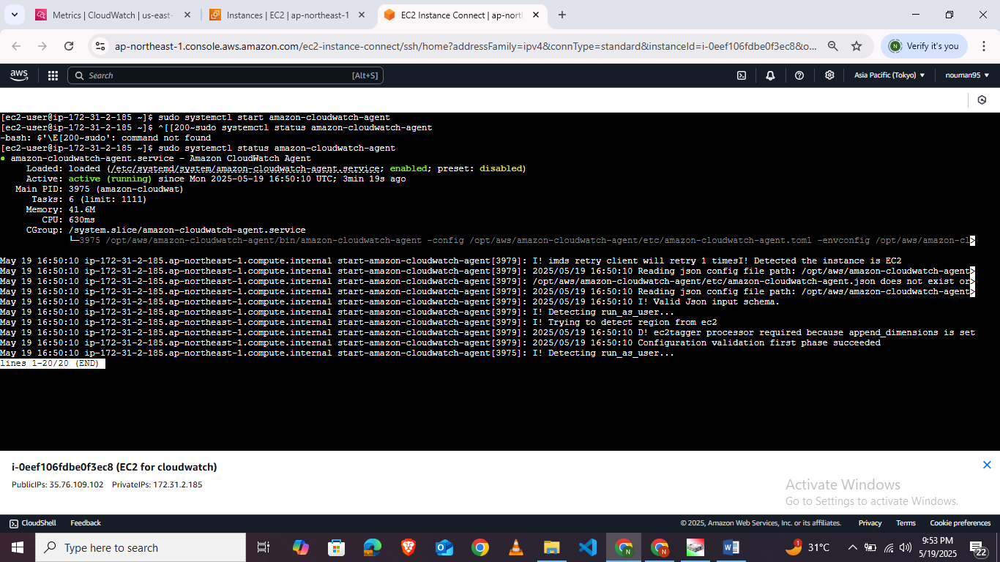 Metrics | CloudWatch | us-east-
Instances | EC2 | ap-northeast-1
EC2 Instance Connect | ap-nort
ap-northeast-1.console.aws.amazon.com/ec2-instance-connect/ssh/home?addressFamily=ipv4&connType=standard&instanceId=i-0eef106fdbe0f3ec8&o...
N
Verify it's you
aws
Search
[Alt+S]
Asia Pacific (Tokyo)
nouman95
[ec2-user@ip-172-31-2-185 ~]$ sudo systemctl start amazon-cloudwatch-agent
[ec2-user@ip-172-31-2-185 ~]$ ^[[200~sudo systemctl status amazon-cloudwatch-agent
-bash: $'\E[200~sudo': command not found
[ec2-user@ip-172-31-2-185 ~]$ sudo systemctl status amazon-cloudwatch-agent
● amazon-cloudwatch-agent.service - Amazon CloudWatch Agent
Loaded: loaded (/etc/systemd/system/amazon-cloudwatch-agent.service; enabled; preset: disabled)
Active: active (running) since Mon 2025-05-19 16:50:10 UTC; 3min 19s ago
Main PID: 3975 (amazon-cloudwat)
Tasks: 6 (limit: 1111)
Memory: 41.6M
CPU: 630ms
CGroup: /system.slice/amazon-cloudwatch-agent.service
└─3975 /opt/aws/amazon-cloudwatch-agent/bin/amazon-cloudwatch-agent -config /opt/aws/amazon-cloudwatch-agent/etc/amazon-cloudwatch-agent.toml -envconfig /opt/aws/amazon-cl>
May 19 16:50:10 ip-172-31-2-185.ap-northeast-1.compute.internal start-amazon-cloudwatch-agent[3979]: I! imds retry client will retry 1 timesI! Detected the instance is EC2
May 19 16:50:10 ip-172-31-2-185.ap-northeast-1.compute.internal start-amazon-cloudwatch-agent[3979]: 2025/05/19 16:50:10 Reading json config file path: /opt/aws/amazon-cloudwatch-agent>
May 19 16:50:10 ip-172-31-2-185.ap-northeast-1.compute.internal start-amazon-cloudwatch-agent[3979]: /opt/aws/amazon-cloudwatch-agent/etc/amazon-cloudwatch-agent.json does not exist or>
May 19 16:50:10 ip-172-31-2-185.ap-northeast-1.compute.internal start-amazon-cloudwatch-agent[3979]: 2025/05/19 16:50:10 Reading json config file path: /opt/aws/amazon-cloudwatch-agent>
May 19 16:50:10 ip-172-31-2-185.ap-northeast-1.compute.internal start-amazon-cloudwatch-agent[3979]: 2025/05/19 16:50:10 I! Valid Json input schema.
May 19 16:50:10 ip-172-31-2-185.ap-northeast-1.compute.internal start-amazon-cloudwatch-agent[3979]: I! Detecting run_as_user...
May 19 16:50:10 ip-172-31-2-185.ap-northeast-1.compute.internal start-amazon-cloudwatch-agent[3979]: I! Trying to detect region from ec2
May 19 16:50:10 ip-172-31-2-185.ap-northeast-1.compute.internal start-amazon-cloudwatch-agent[3979]: 2025/05/19 16:50:10 D! ec2tagger processor required because append_dimensions is set
May 19 16:50:10 ip-172-31-2-185.ap-northeast-1.compute.internal start-amazon-cloudwatch-agent[3979]: 2025/05/19 16:50:10 Configuration validation first phase succeeded
May 19 16:50:10 ip-172-31-2-185.ap-northeast-1.compute.internal start-amazon-cloudwatch-agent[3975]: I! Detecting run_as_user...
lines 1-20/20 (END)
i-0eef106fdbe0f3ec8 (EC2 for cloudwatch)
PublicIPs: 35.76.109.102 PrivateIPs: 172.31.2.185
Activate Windows
Go to Settings to activate Windows.
CloudShell
Feedback
© 2025, Amazon Web Services, Inc. or its affiliates.
Privacy
Terms
Cookie preferences
Type here to search
1
31°C
9:53 PM
5/19/2025
22